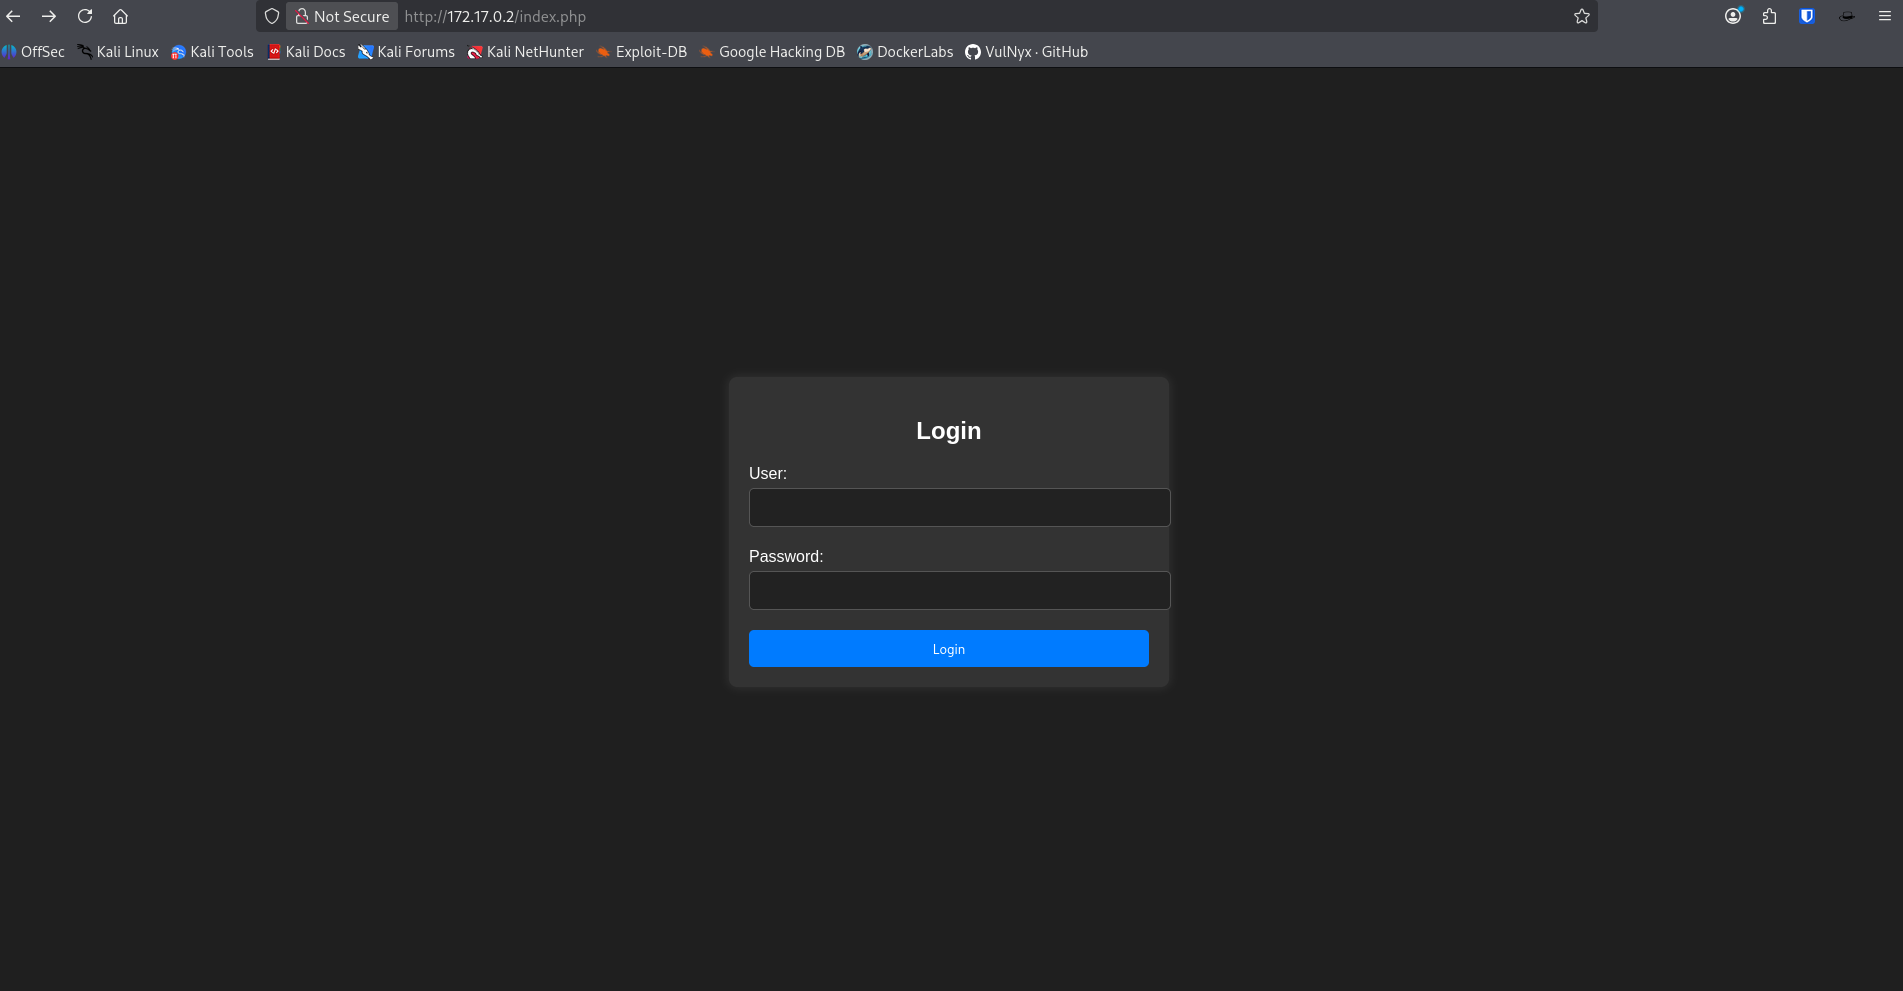 Not Secure http://172.17.0.2/index.php
OffSec Kali Linux Kali Tools Kali Docs Kali Forums Kali NetHunter Exploit-DB Google Hacking DB DockerLabs VulNyx · GitHub
Login
User:
Password:
Login